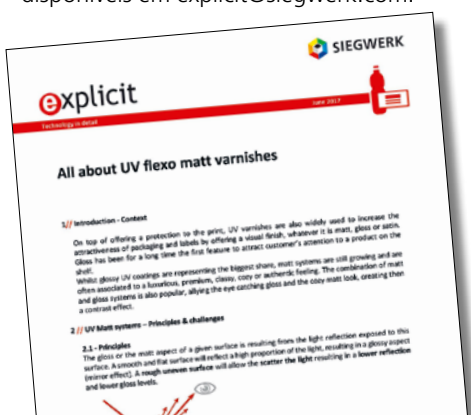 disponíveis em explicit@siegwerk.com.
SIEGWERK
explicit
Technology in detail
June 2017
All about UV flexo matt varnishes
1// Introduction - Context
On top of offering a protection to the print, UV varnishes are also widely used to increase the
attractiveness of packaging and labels by offering a visual finish, whatever it is matt, gloss or satin.
Gloss has been for a long time the first feature to attract customer's attention to a product on the
shelf.
Whilst glossy UV coatings are representing the biggest share, matt systems are still growing and are
often associated to a luxurious, premium, classy, cozy or authentic feeling. The combination of matt
and gloss systems is also popular, allying the eye catching gloss and the cozy matt look, creating then
a contrast effect.
2 // UV Matt systems – Principles & challenges
2.1 - Principles
The gloss or the matt aspect of a given surface is resulting from the light reflection exposed to this
surface. A smooth and flat surface will reflect a high proportion of the light, resulting in a glossy aspect
(mirror effect). A rough uneven surface will allow the scatter the light resulting in a lower reflection
and lower gloss levels.